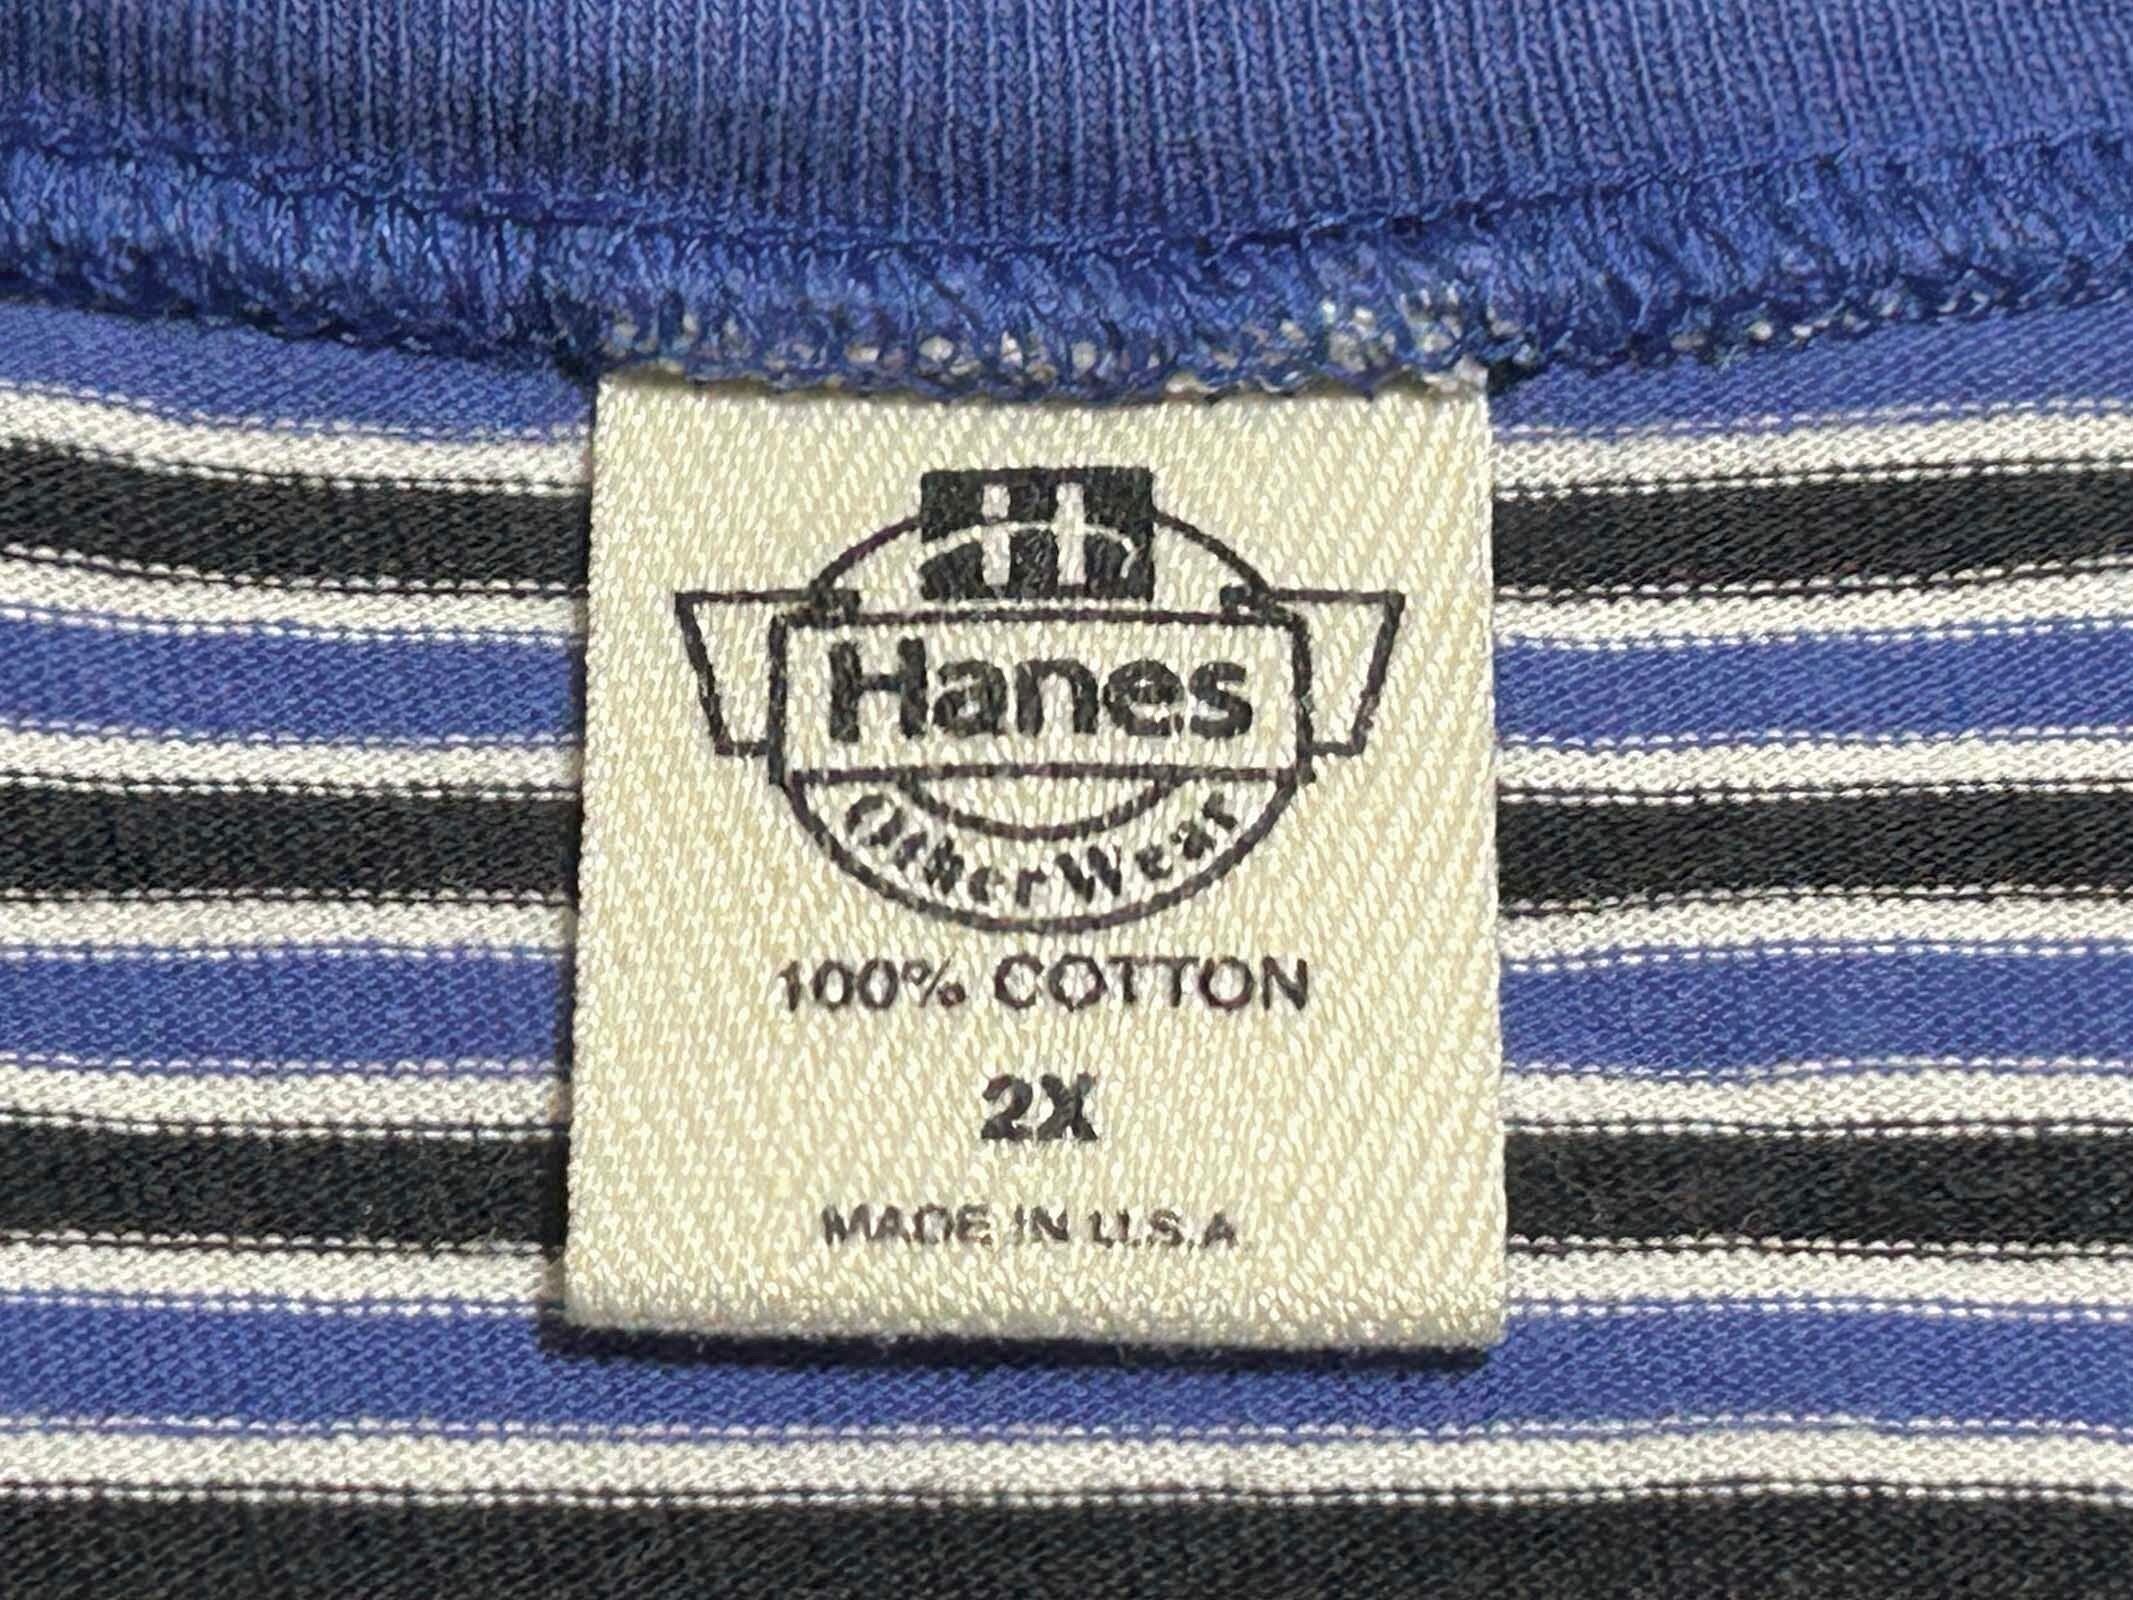 Hanes
OtherWear
100% COTTON
2X
MADE IN U.S.A.